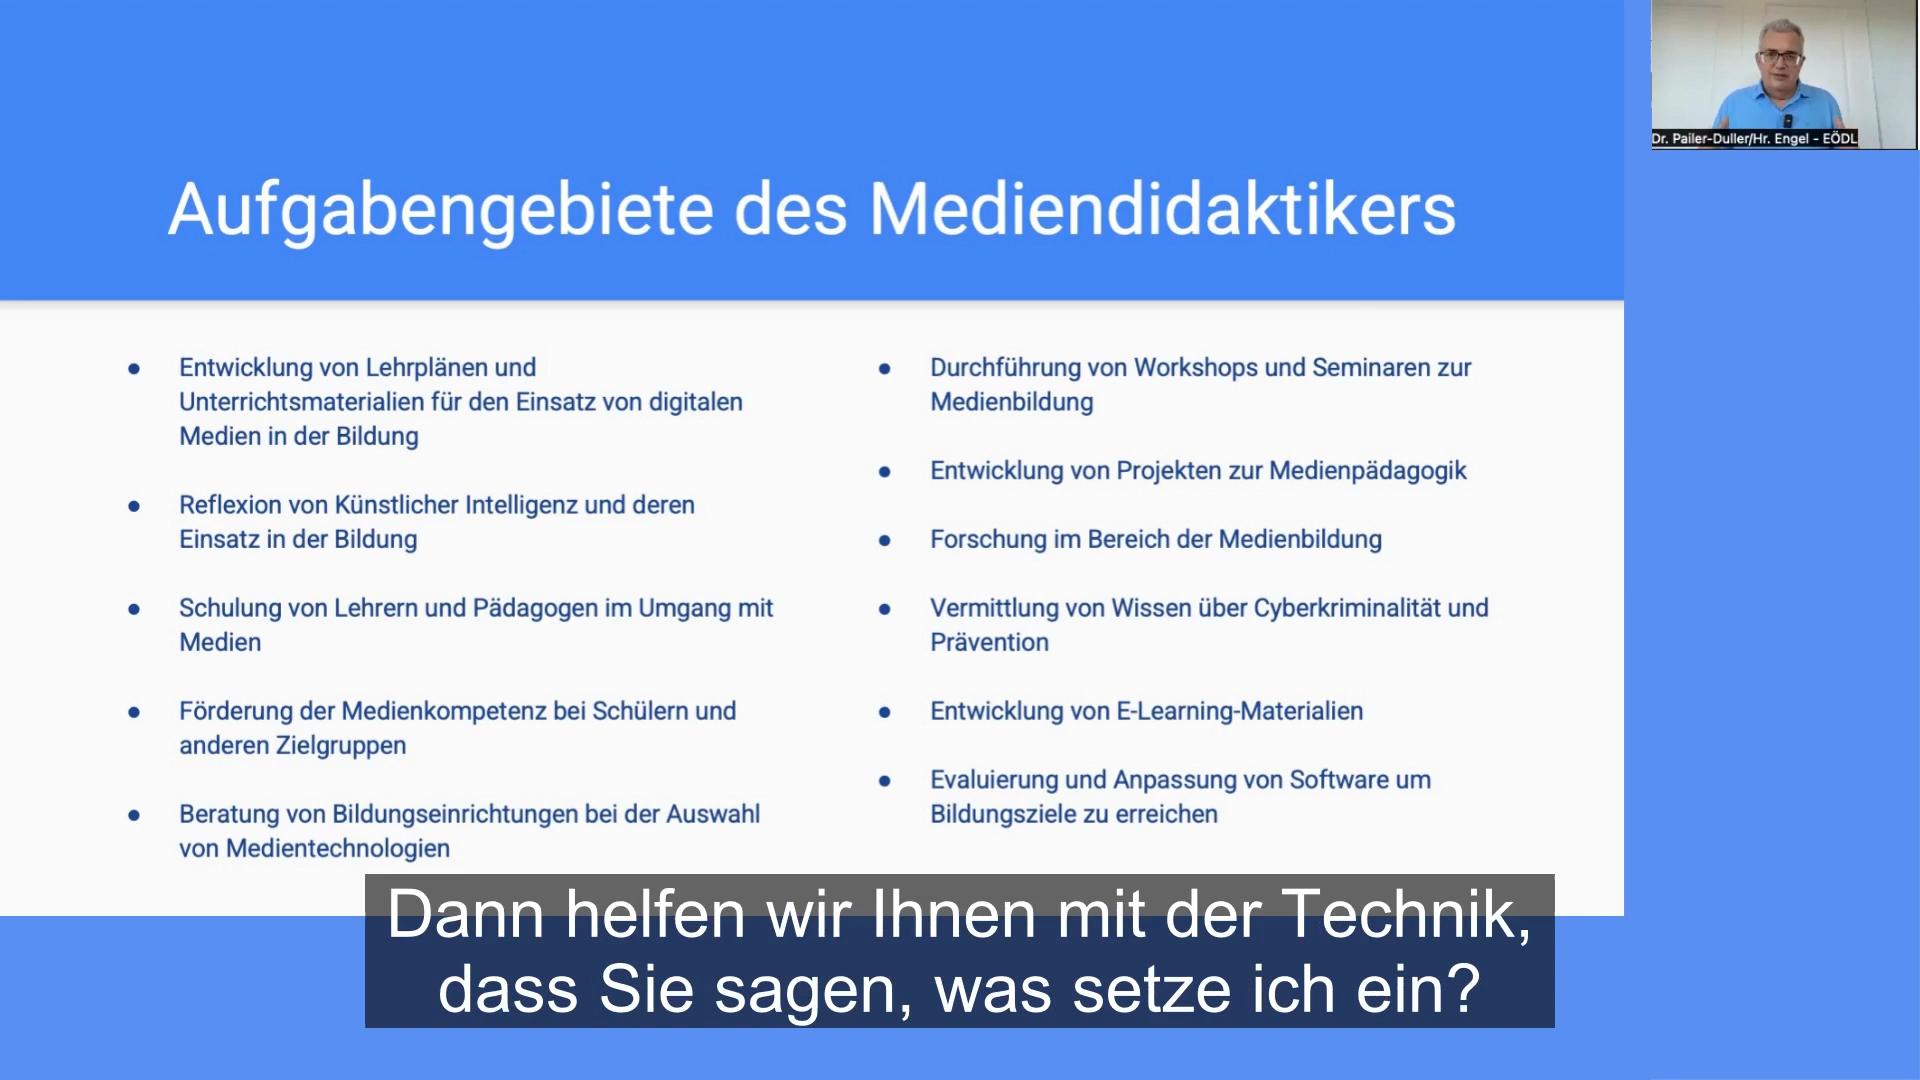 Dr. Pailer-Duller/Hr. Engel - EÖDL
Aufgabengebiete des Mediendidaktikers
● Entwicklung von Lehrplänen und
Unterrichtsmaterialien für den Einsatz von digitalen
Medien in der Bildung
● Reflexion von Künstlicher Intelligenz und deren
Einsatz in der Bildung
● Schulung von Lehrern und Pädagogen im Umgang mit
Medien
● Förderung der Medienkompetenz bei Schülern und
anderen Zielgruppen
● Beratung von Bildungseinrichtungen bei der Auswahl
von Medientechnologien
● Durchführung von Workshops und Seminaren zur
Medienbildung
● Entwicklung von Projekten zur Medienpädagogik
● Forschung im Bereich der Medienbildung
● Vermittlung von Wissen über Cyberkriminalität und
Prävention
● Entwicklung von E-Learning-Materialien
● Evaluierung und Anpassung von Software um
Bildungsziele zu erreichen
Dann helfen wir Ihnen mit der Technik,
dass Sie sagen, was setze ich ein?